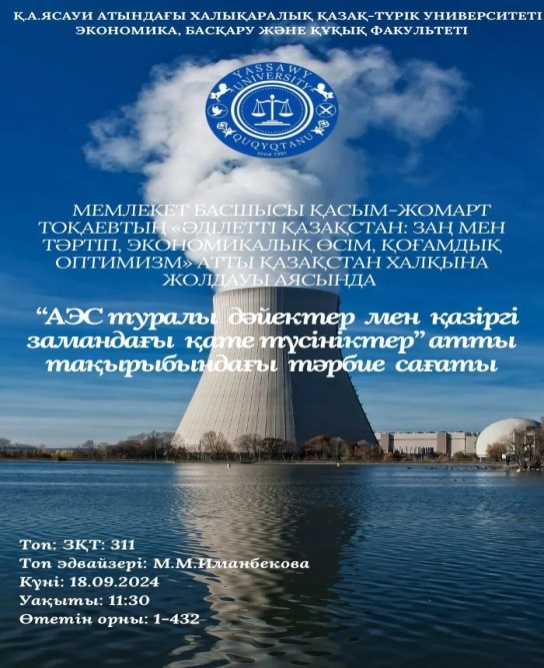 Қ.А.ЯСАУИ АТЫНДАҒЫ ХАЛЫҚАРАЛЫҚ ҚАЗАҚ-ТҮРІК УНИВЕРСИТЕТІ
ЭКОНОМИКА, БАСҚАРУ ЖӘНЕ ҚҰҚЫҚ ФАКУЛЬТЕТІ
YASSAWY
UNIVERSITY
QUQYQTANU
since 1991
МЕМЛЕКЕТ БАСШЫСЫ ҚАСЫМ-ЖОМАРТ
ТОҚАЕВТЫҢ «ӘДІЛЕТТІ ҚАЗАҚСТАН: ЗАҢ МЕН
ТӘРТІП, ЭКОНОМИКАЛЫҚ ӨСІМ, ҚОҒАМДЫҚ
ОПТИМИЗМ» АТТЫ ҚАЗАҚСТАН ХАЛҚЫНА
ЖОЛДАУЫ АЯСЫНДА
“АЭС туралы дәйектер мен қазіргі
замандағы қате түсініктер” атты
тақырыбындағы тәрбие сағаты
Топ: ЗҚТ: 311
Топ эдвайзері: М.М.Иманбекова
Күні: 18.09.2024
Уақыты: 11:30
Өтетін орны: 1-432